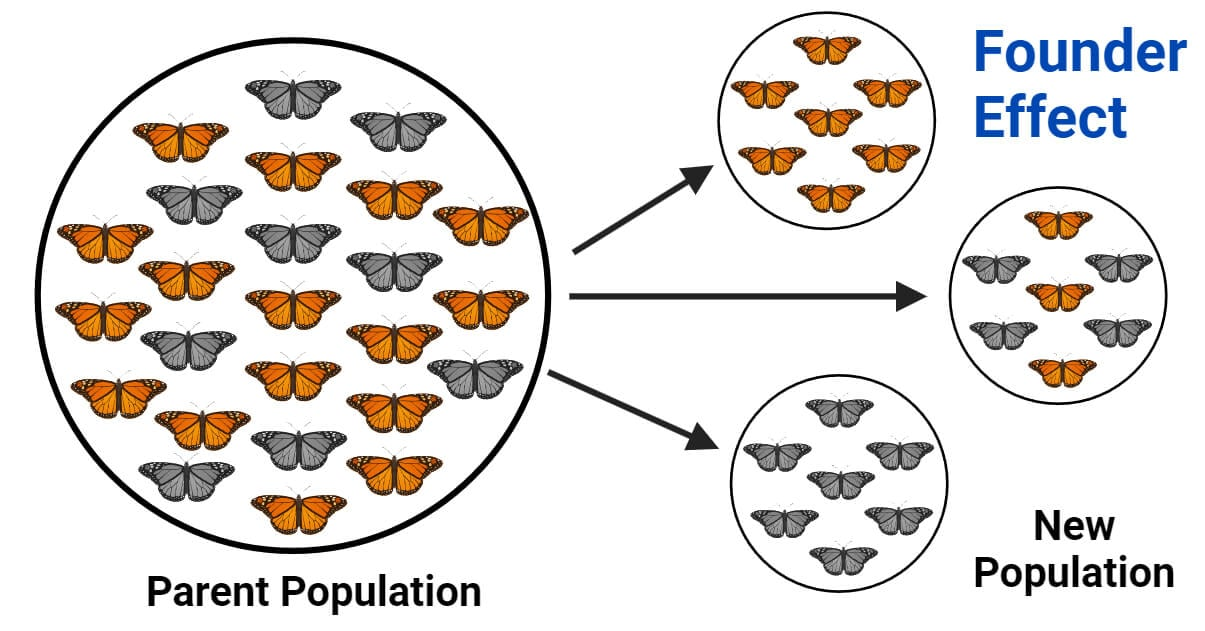 Founder
Effect
Parent Population
New
Population